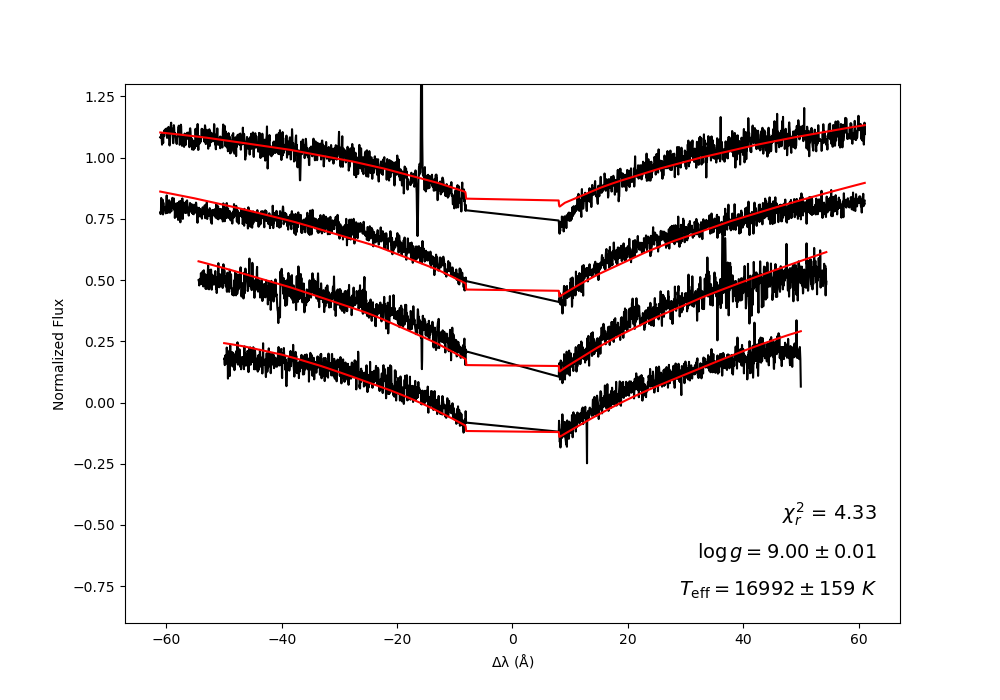 1.25
1.00
0.75
0.50
0.25
0.00
−0.25
−0.50
−0.75
Normalized Flux
χ²ᵣ = 4.33
log g = 9.00 ± 0.01
T_eff = 16992 ± 159 K
−60 −40 −20 0 20 40 60
Δλ (Å)